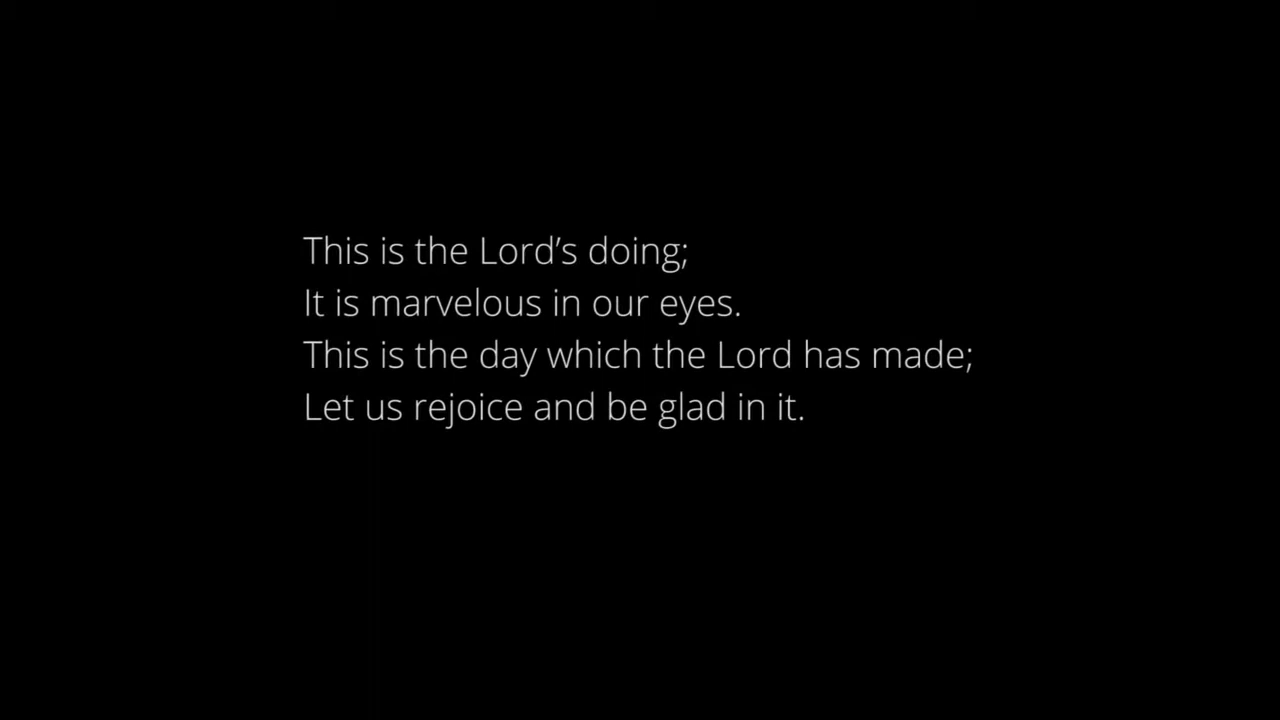 This is the Lord’s doing;
It is marvelous in our eyes.
This is the day which the Lord has made;
Let us rejoice and be glad in it.